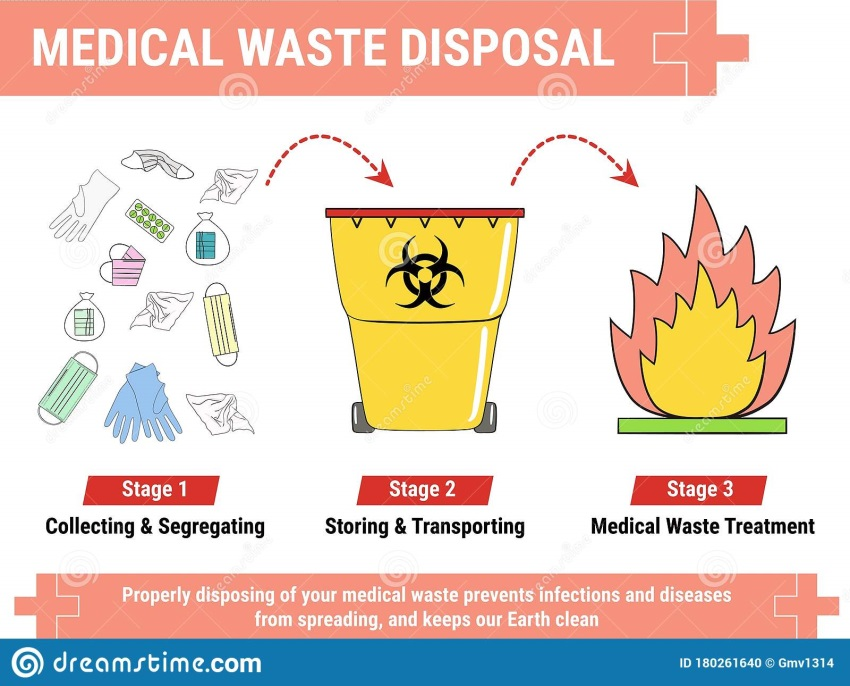 MEDICAL WASTE DISPOSAL
Stage 1
Stage 2
Stage 3
Collecting & Segregating
Storing & Transporting
Medical Waste Treatment
Properly disposing of your medical waste prevents infections and diseases
from spreading, and keeps our Earth clean
dreamstime.com
ID 180261640 © Gmv1314